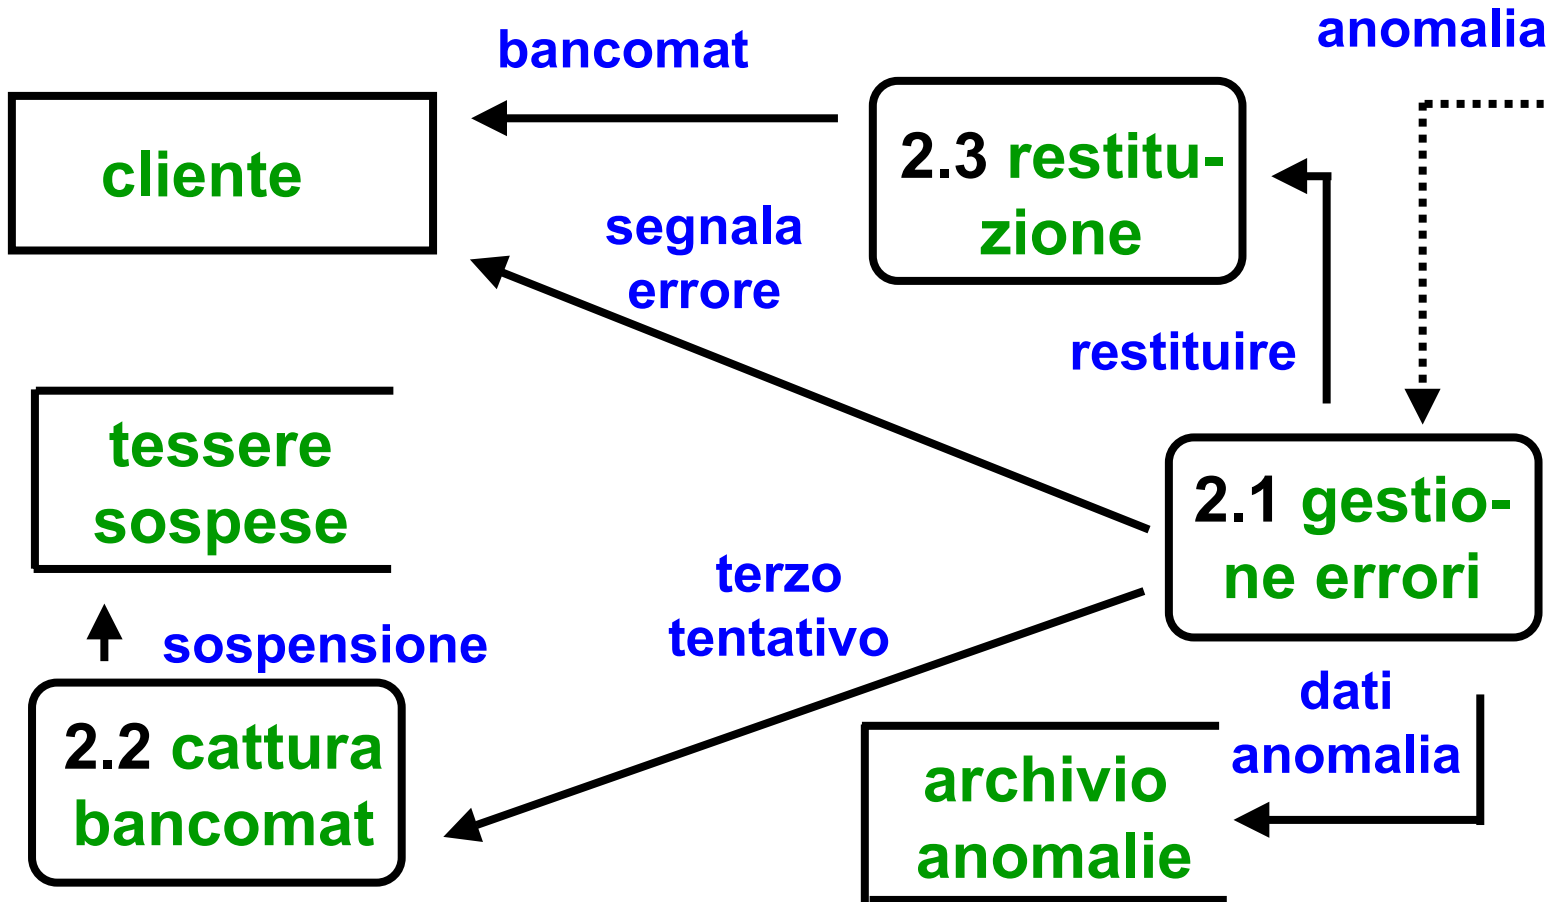 anomalia
bancomat
cliente
2.3 restitu-
zione
segnala
errore
restituire
tessere
sospese
2.1 gestio-
ne errori
terzo
tentativo
sospensione
dati
anomalia
2.2 cattura
bancomat
archivio
anomalie